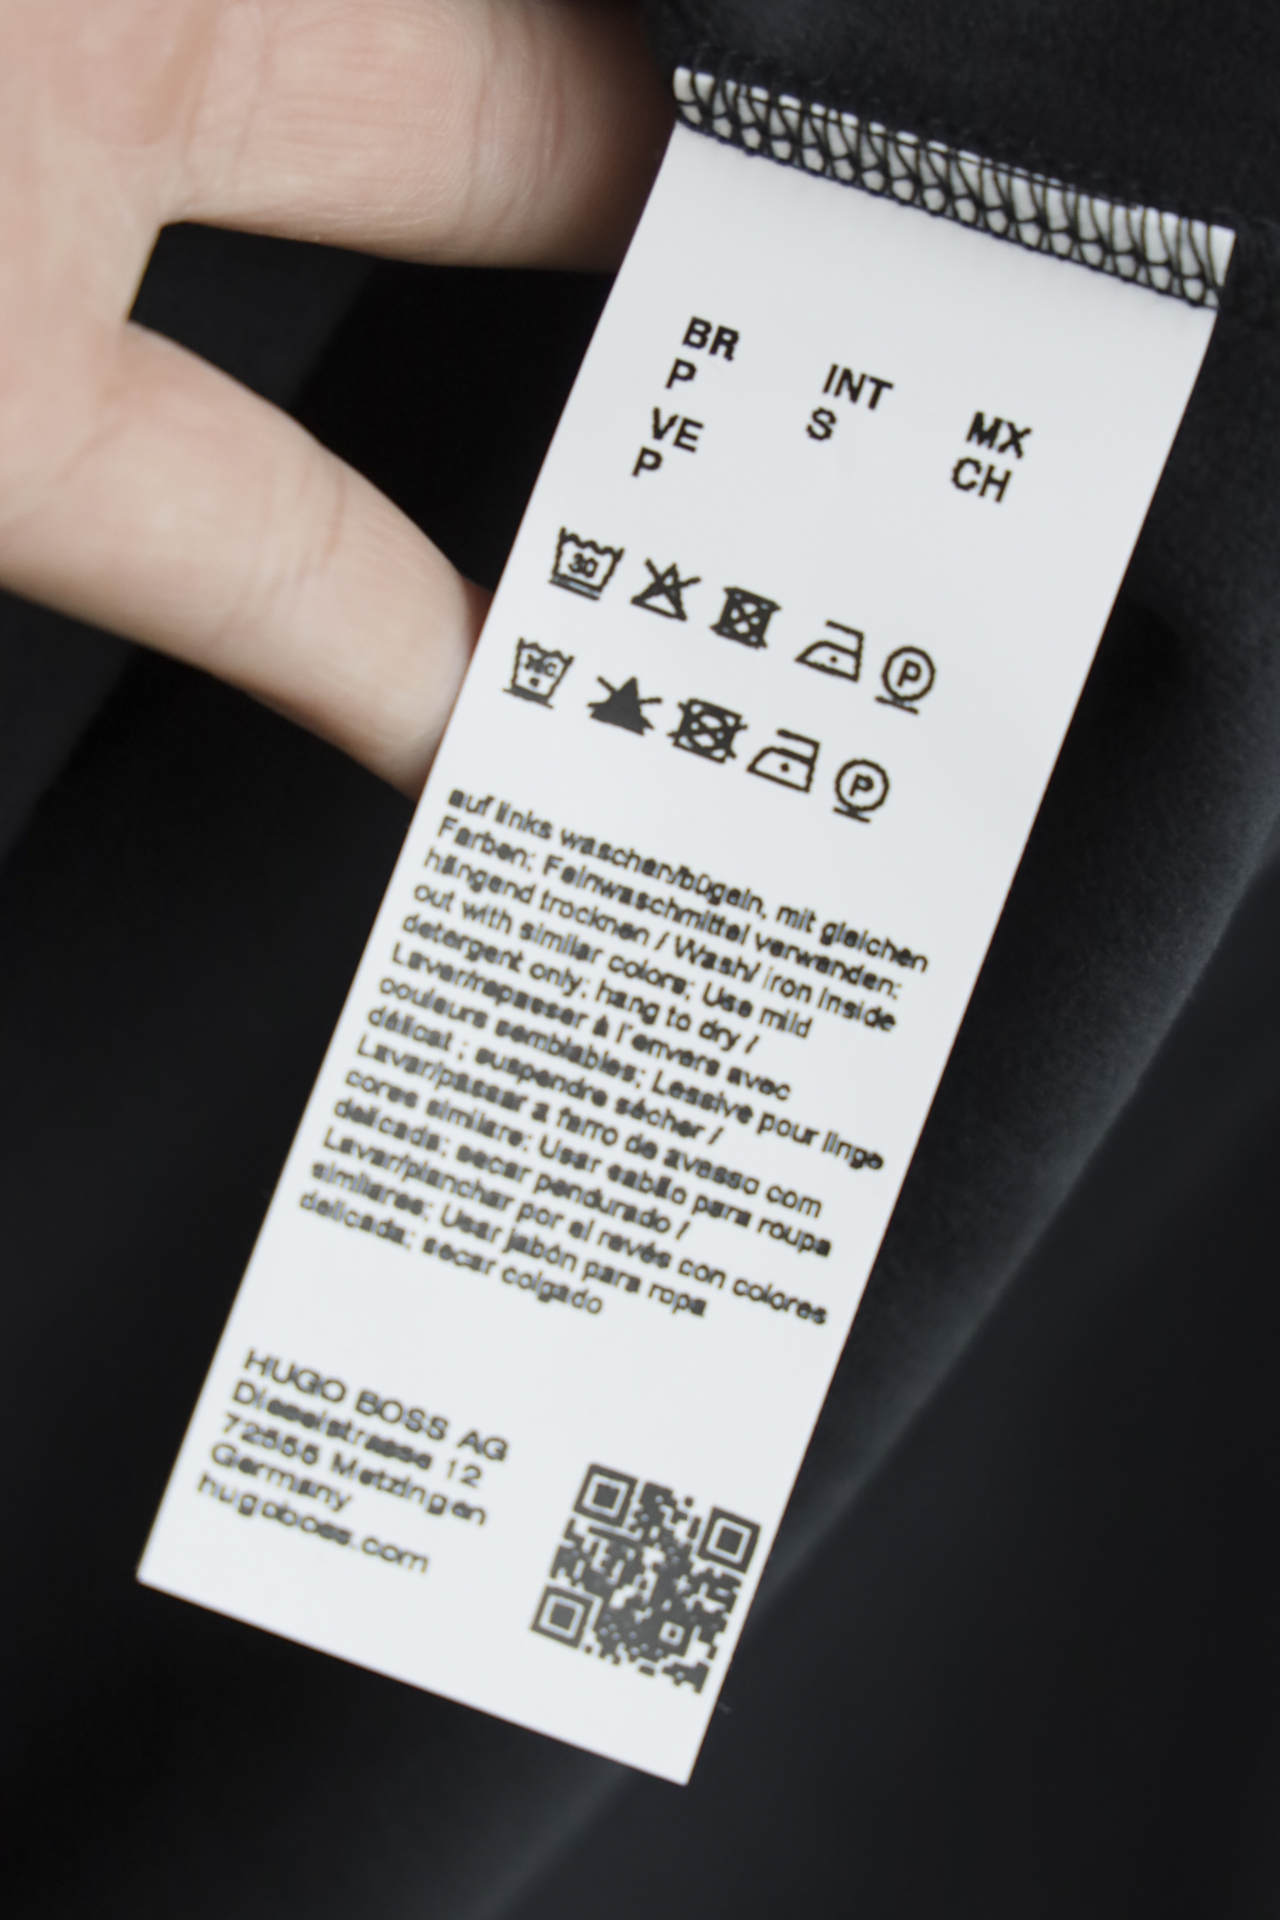 BR INT MX
P S CH
VE
P
30
30C
P
P
auf links waschen/bügeln, mit gleichen
Farben; Feinwaschmittel verwenden;
hängend trocknen / Wash/ iron inside
out with similar colors; Use mild
detergent only; hang to dry /
Laver/repasser à l'envers avec
couleurs semblables; Lessive pour linge
délicat ; suspendre sécher /
Lavar/passar a ferro do avesso com
cores similare; Usar sabão para roupa
delicada; secar pendurado /
Lavar/planchar por el revés con colores
similares; Usar jabón para ropa
delicada; secar colgado
HUGO BOSS AG
Dieselstrasse 12
72555 Metzingen
Germany
hugoboss.com